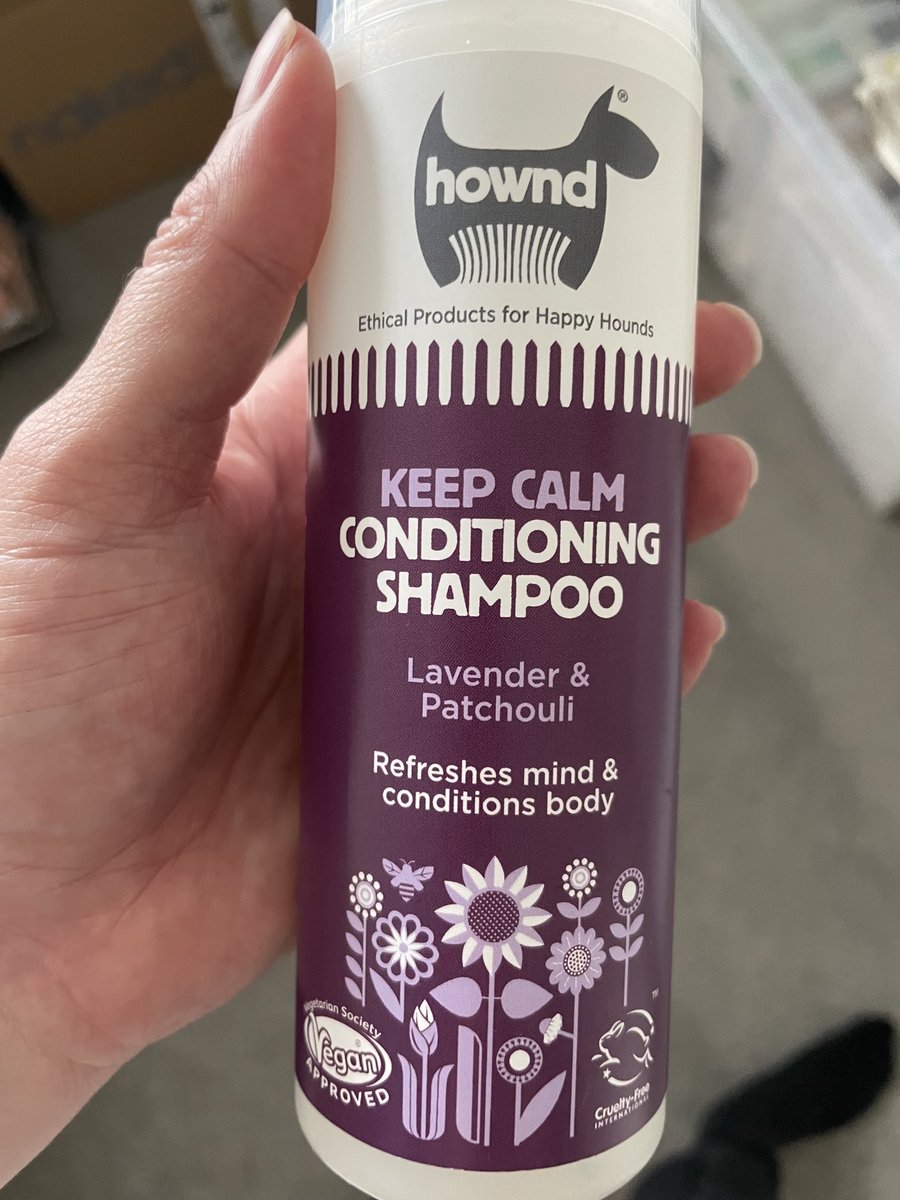 hownd®
Ethical Products for Happy Hounds
KEEP CALM
CONDITIONING
SHAMPOO
Lavender &
Patchouli
Refreshes mind &
conditions body
Vegetarian Society
Vegan®
APPROVED
™
Cruelty-Free
INTERNATIONAL